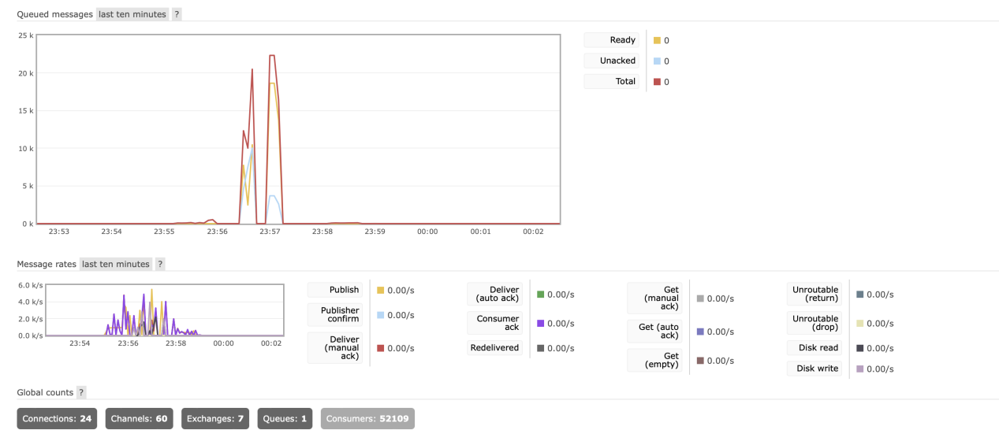 Queued messages last ten minutes ?
25 k
20 k
15 k
10 k
5 k
0 k
23:53 23:54 23:55 23:56 23:57 23:58 23:59 00:00 00:01 00:02
Ready 0
Unacked 0
Total 0
Message rates last ten minutes ?
6.0 k/s
4.0 k/s
2.0 k/s
0.0 k/s
23:54 23:56 23:58 00:00 00:02
Publish 0.00/s
Publisher
confirm 0.00/s
Deliver
(manual
ack) 0.00/s
Deliver
(auto ack) 0.00/s
Consumer
ack 0.00/s
Redelivered 0.00/s
Get
(manual
ack) 0.00/s
Get (auto
ack) 0.00/s
Get
(empty) 0.00/s
Unroutable
(return) 0.00/s
Unroutable
(drop) 0.00/s
Disk read 0.00/s
Disk write 0.00/s
Global counts ?
Connections: 24 Channels: 60 Exchanges: 7 Queues: 1 Consumers: 52109